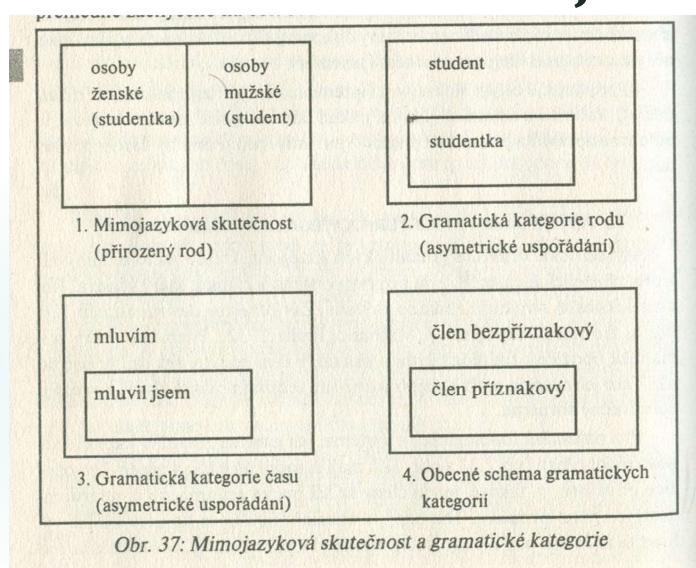 osoby
ženské
(studentka)
osoby
mužské
(student)
student
studentka
1. Mimojazyková skutečnost
(přirozený rod)
2. Gramatická kategorie rodu
(asymetrické uspořádání)
mluvím
mluvil jsem
člen bezpříznakový
člen příznakový
3. Gramatická kategorie času
(asymetrické uspořádání)
4. Obecné schema gramatických
kategorií
Obr. 37: Mimojazyková skutečnost a gramatické kategorie